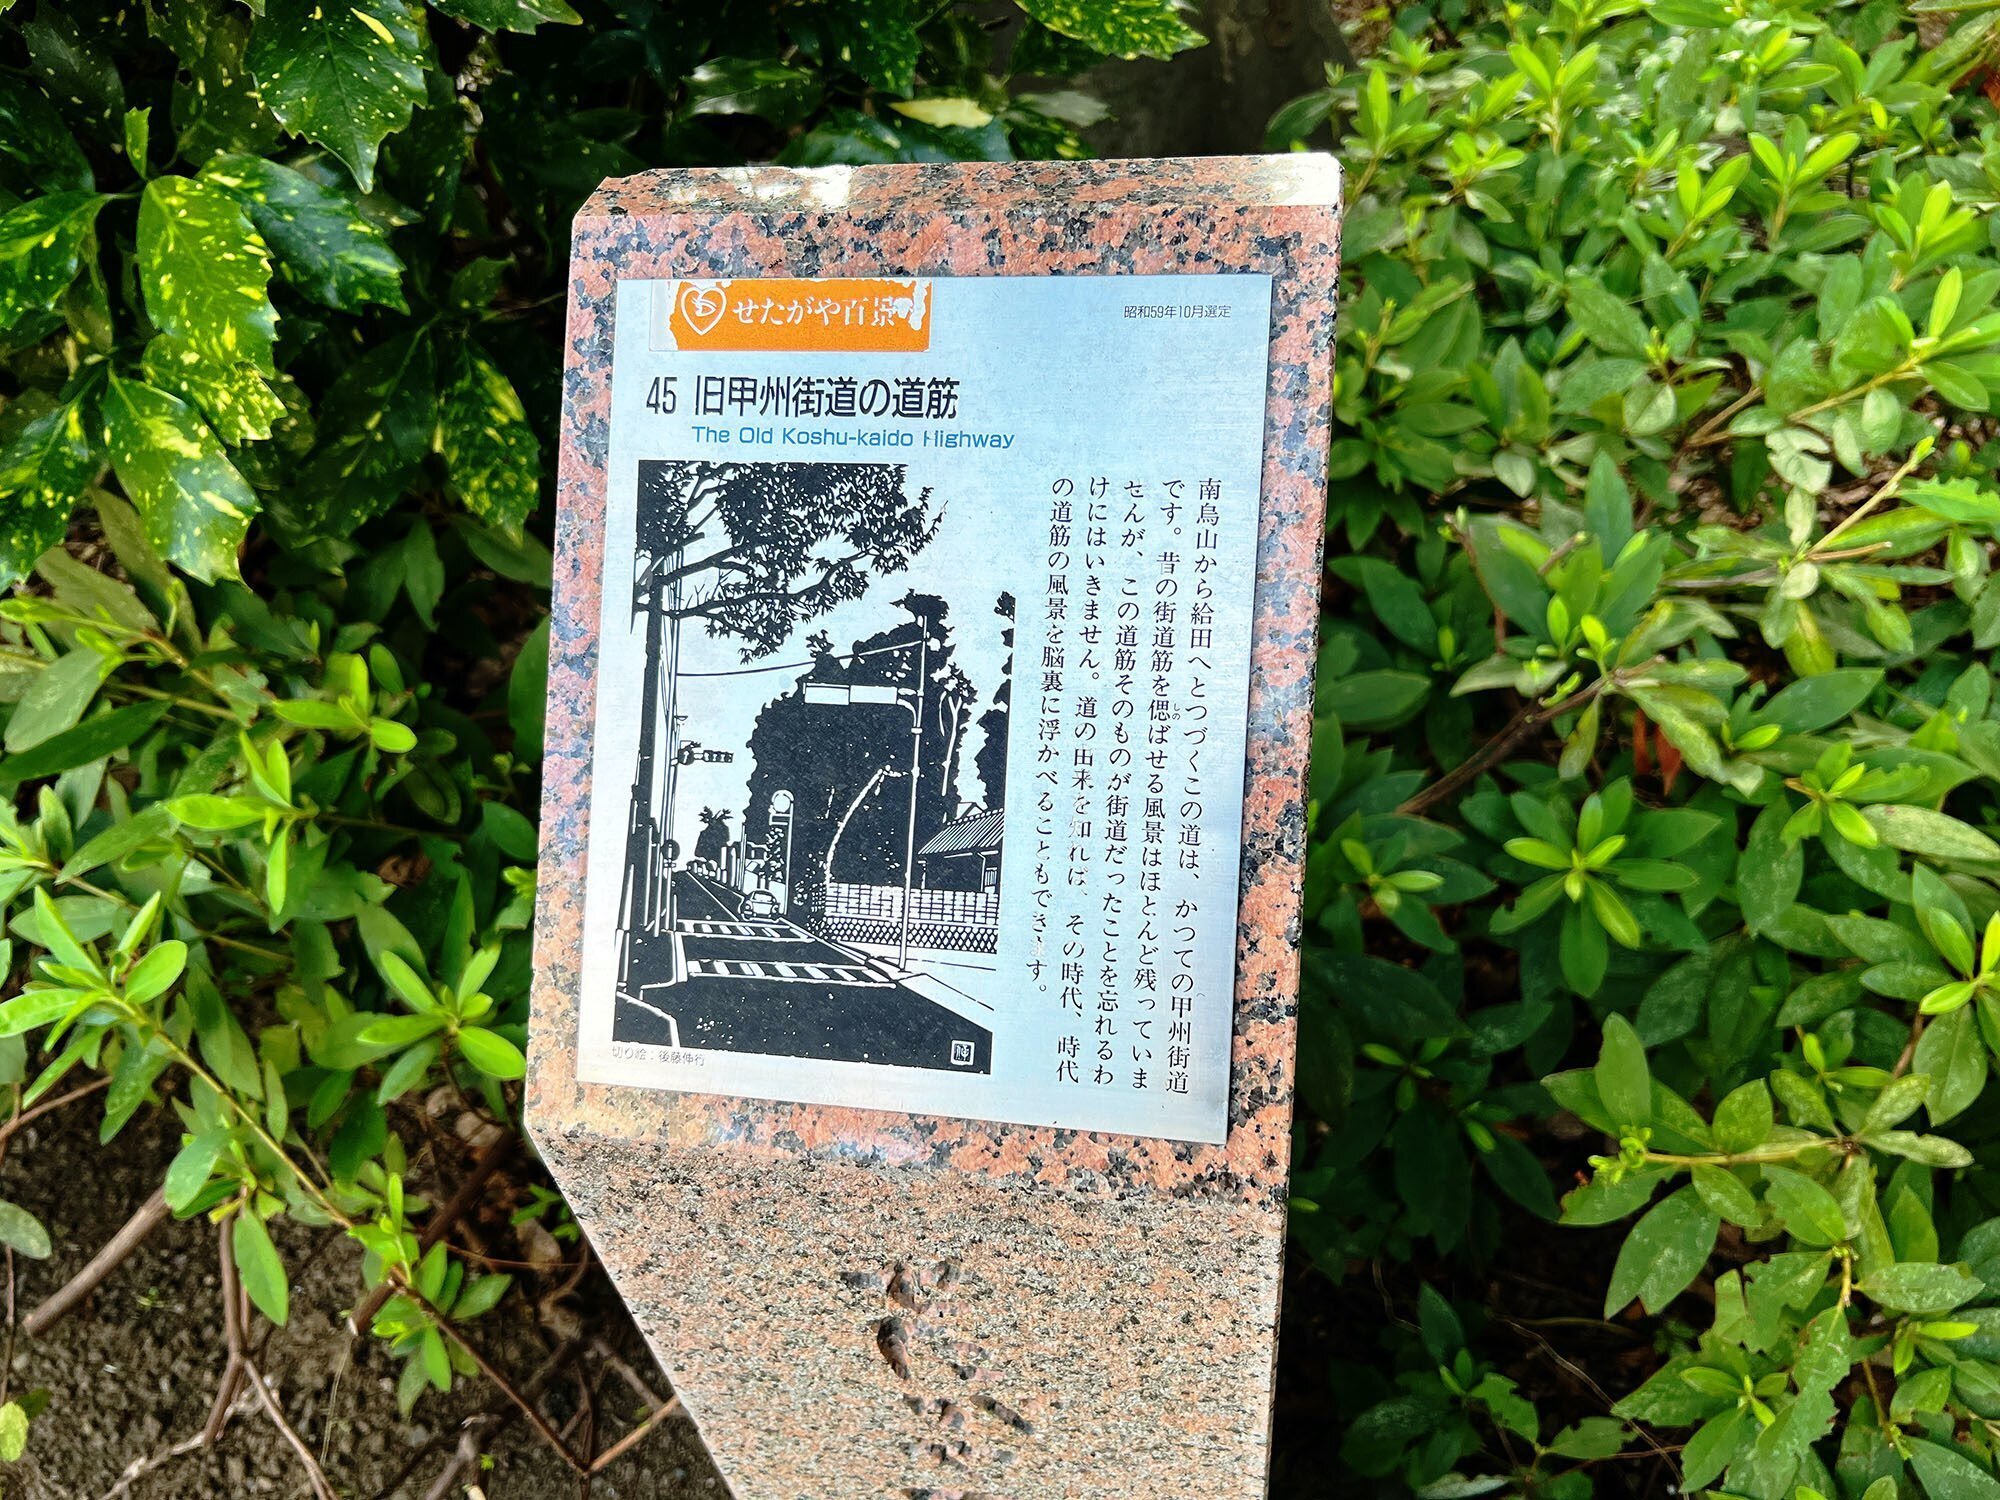 せたがや百景
昭和59年10月選定
45 旧甲州街道の道筋
The Old Koshu-kaido Highway
南烏山から給田へとつづくこの道は、かつての甲州街道
です。昔の街道筋を偲ばせる風景はほとんど残っていま
しの
せんが、この道筋そのものが街道だったことを忘れるわ
けにはいきません。道の由来を知れば、その時代、時代
の道筋の風景を脳裏に浮かべることもできます。
切り絵：後藤伸行
伸